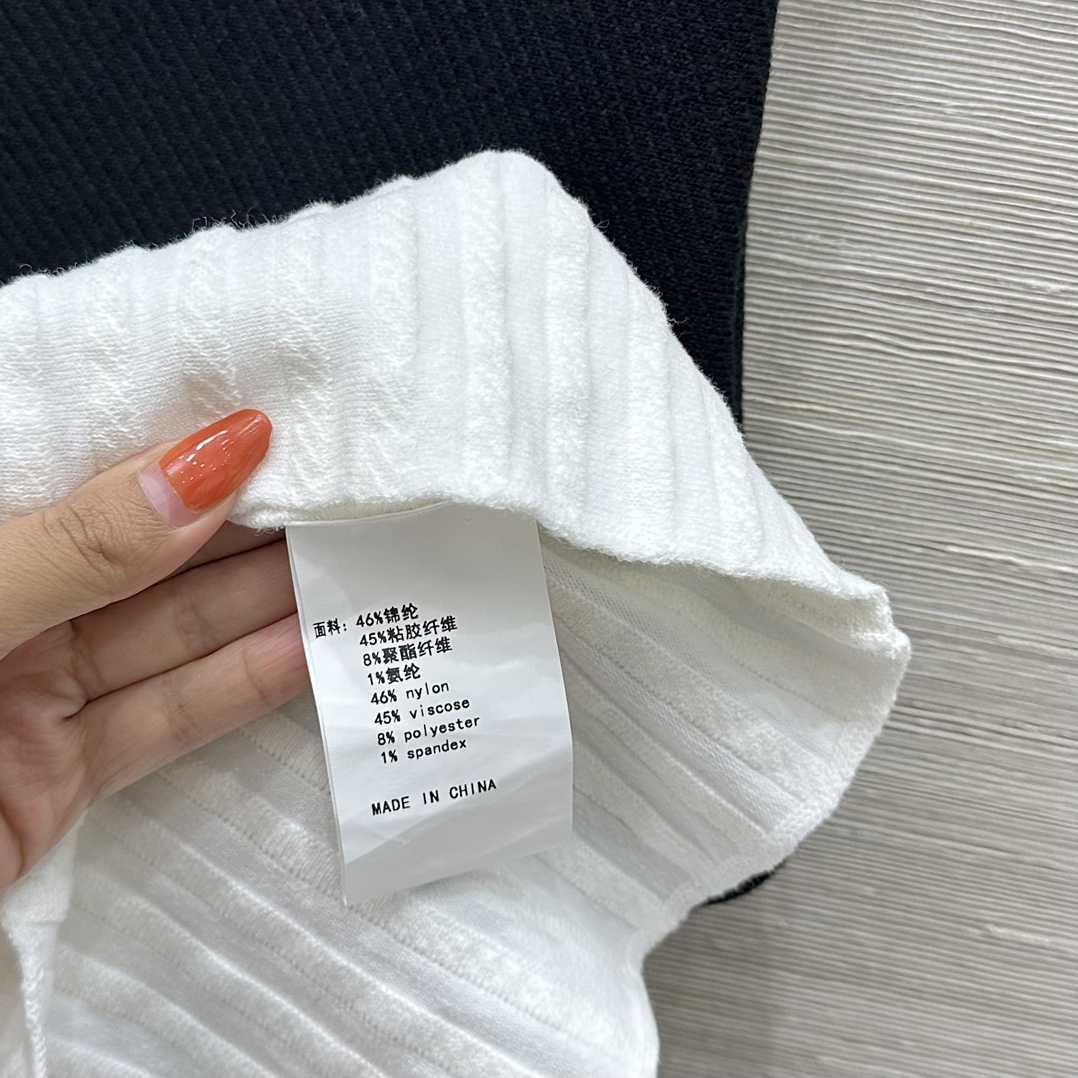 面料: 46%锦纶
45%粘胶纤维
8%聚酯纤维
1%氨纶
46% nylon
45% viscose
8% polyester
1% spandex
MADE IN CHINA